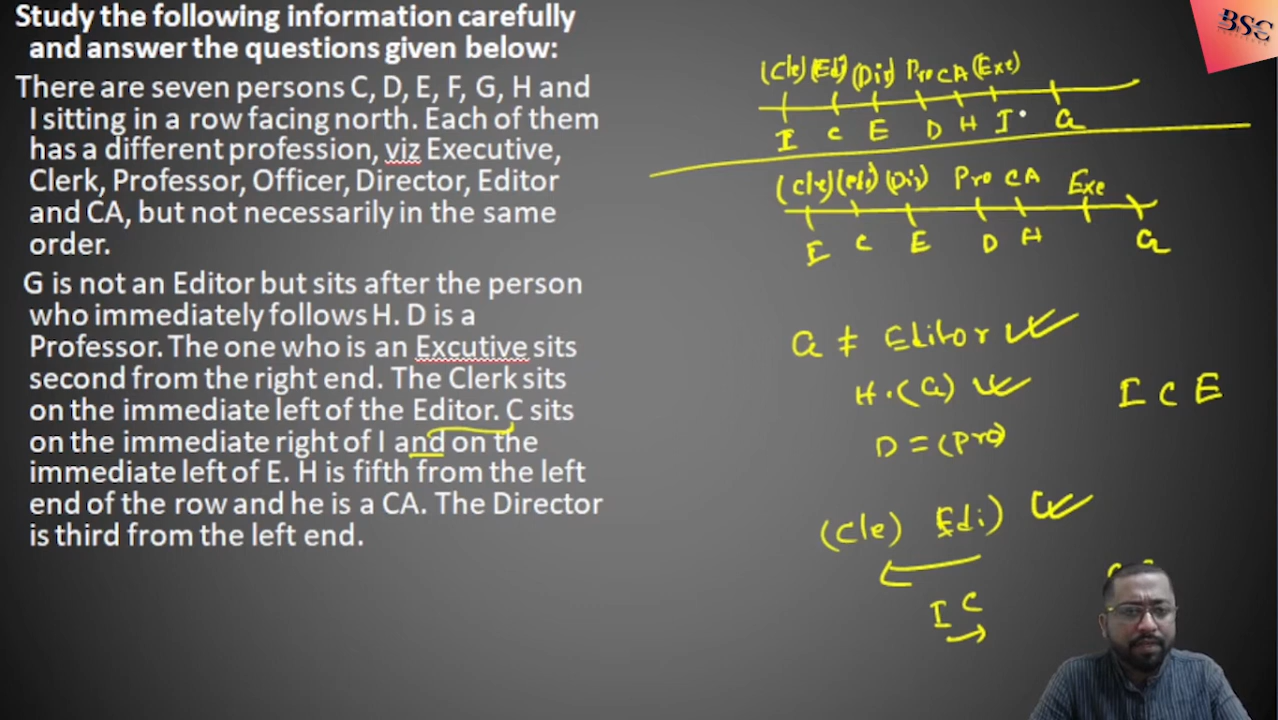 Study the following information carefully
and answer the questions given below:
There are seven persons C, D, E, F, G, H and
I sitting in a row facing north. Each of them
has a different profession, viz Executive,
Clerk, Professor, Officer, Director, Editor
and CA, but not necessarily in the same
order.
G is not an Editor but sits after the person
who immediately follows H. D is a
Professor. The one who is an Excutive sits
second from the right end. The Clerk sits
on the immediate left of the Editor. C sits
on the immediate right of I and on the
immediate left of E. H is fifth from the left
end of the row and he is a CA. The Director
is third from the left end.
BSC
(Cle) (Edi) (Dir) Pro CA (Exe)
I C E D H I G
(Cle) (Edi) (Dir) Pro CA Exe
I C E D H G
G ≠ Editor
H . (G)
I C E
D = (Pro)
(Cle) Edi)
I C